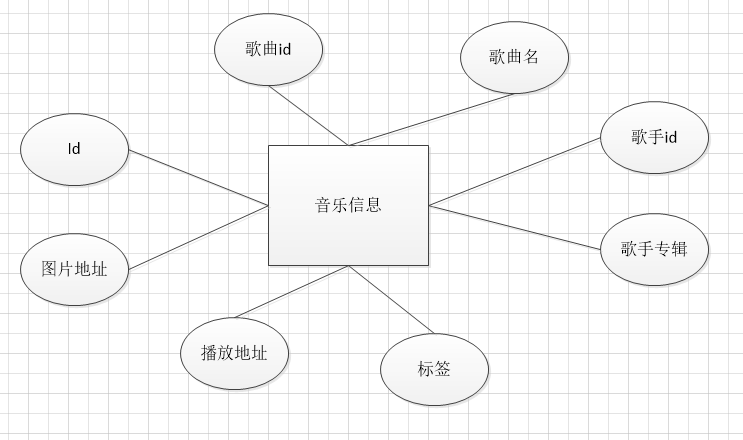 歌曲id
歌曲名
歌手id
Id
音乐信息
歌手专辑
图片地址
播放地址
标签